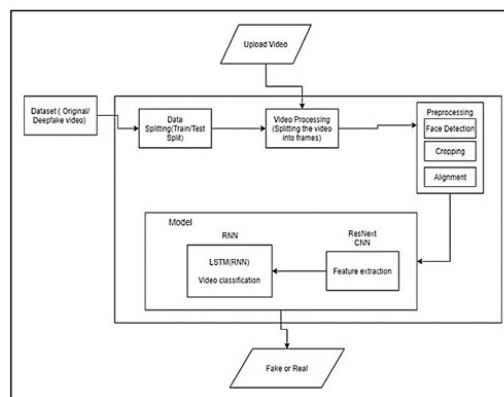 Upload Video
Dataset ( Original/
Deepfake video)
Data
Splitting(Train/Test
Split)
Video Processing
(Splitting the video
into frames)
Preprocessing
Face Detection
Cropping
Alignment
Model
RNN
LSTM(RNN)
Video classification
ResNext
CNN
Feature extraction
Fake or Real